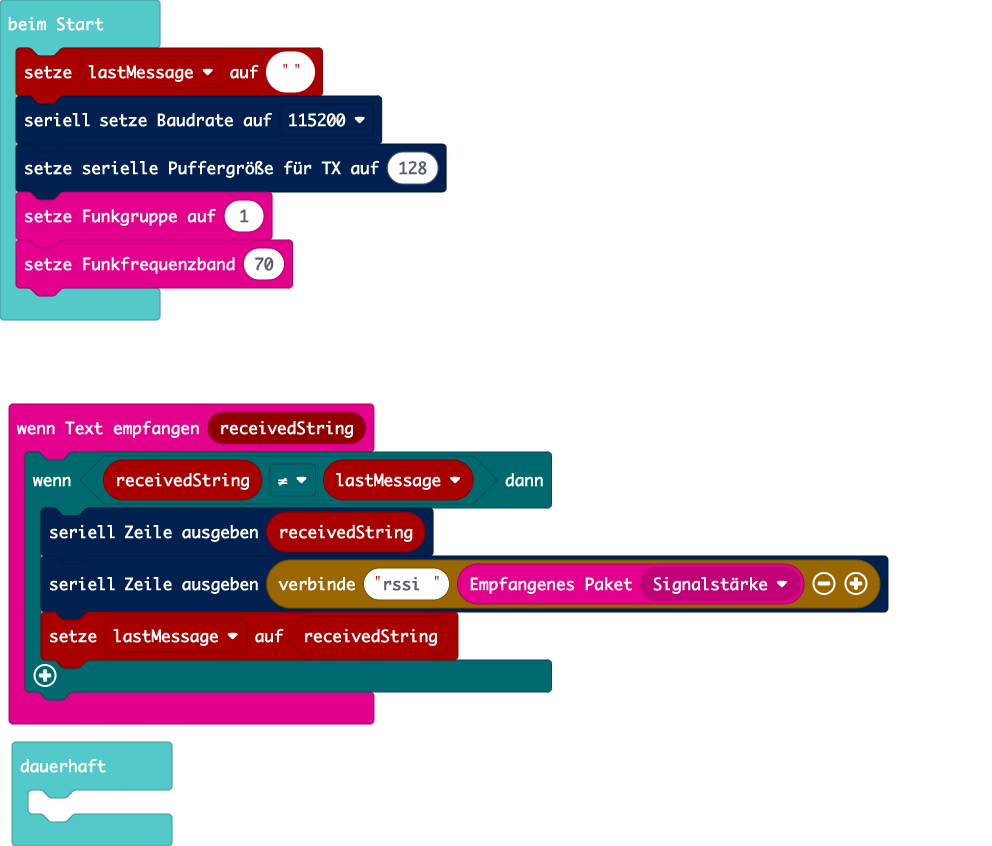 beim Start
setze lastMessage auf " "
seriell setze Baudrate auf 115200
setze serielle Puffergröße für TX auf 128
setze Funkgruppe auf 1
setze Funkfrequenzband 70
wenn Text empfangen receivedString
wenn receivedString ≠ lastMessage dann
seriell Zeile ausgeben receivedString
seriell Zeile ausgeben verbinde "rssi " Empfangenes Paket Signalstärke
setze lastMessage auf receivedString
dauerhaft